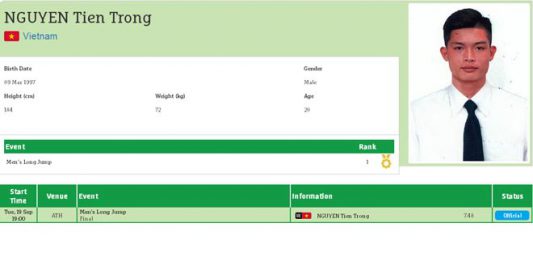 NGUYEN Tien Trong
Vietnam
Birth Date Gender
09 Mar 1997 Male
Height (cm) Weight (kg) Age
184 72 20
Event Rank
Men's Long Jump 1
Start Time Venue Event Information Status
Tue, 19 Sep 19:00 ATH Men's Long Jump Final NGUYEN Tien Trong Official